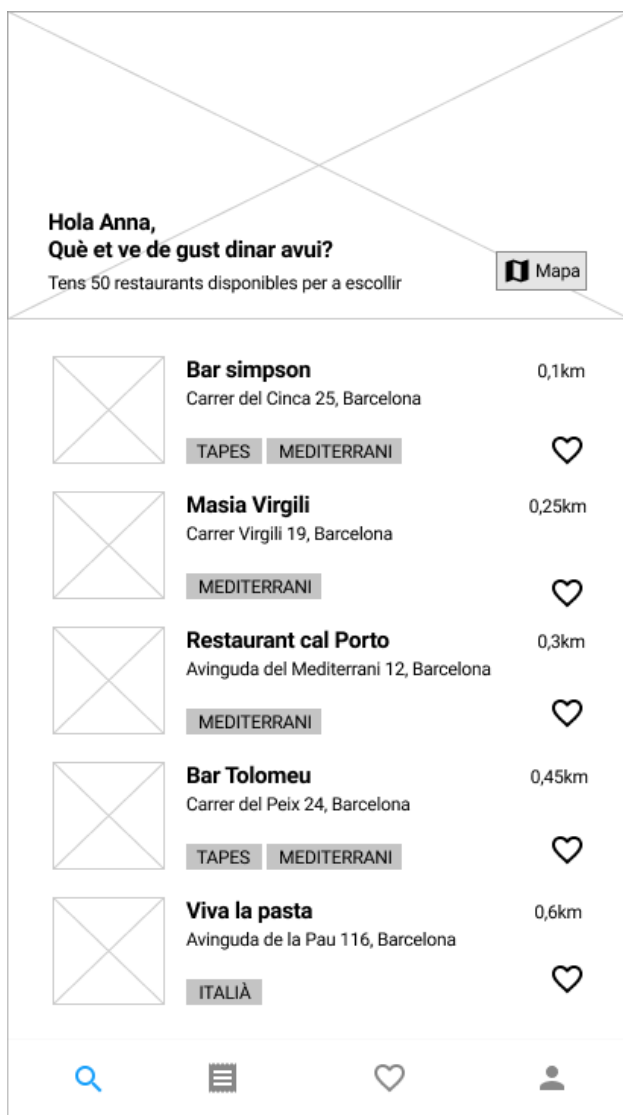 Hola Anna,
Què et ve de gust dinar avui?
Tens 50 restaurants disponibles per a escollir
Mapa
Bar simpson
0,1km
Carrer del Cinca 25, Barcelona
TAPES MEDITERRANI
Masia Virgili
0,25km
Carrer Virgili 19, Barcelona
MEDITERRANI
Restaurant cal Porto
0,3km
Avinguda del Mediterrani 12, Barcelona
MEDITERRANI
Bar Tolomeu
0,45km
Carrer del Peix 24, Barcelona
TAPES MEDITERRANI
Viva la pasta
0,6km
Avinguda de la Pau 116, Barcelona
ITALIÀ